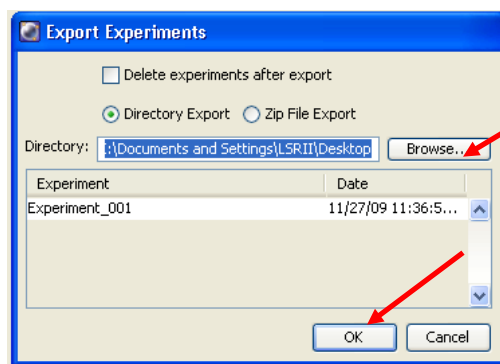 Export Experiments
Delete experiments after export
Directory Export Zip File Export
Directory: :\Documents and Settings\LSRII\Desktop Browse..
Experiment Date
Experiment_001 11/27/09 11:36:5...
OK Cancel